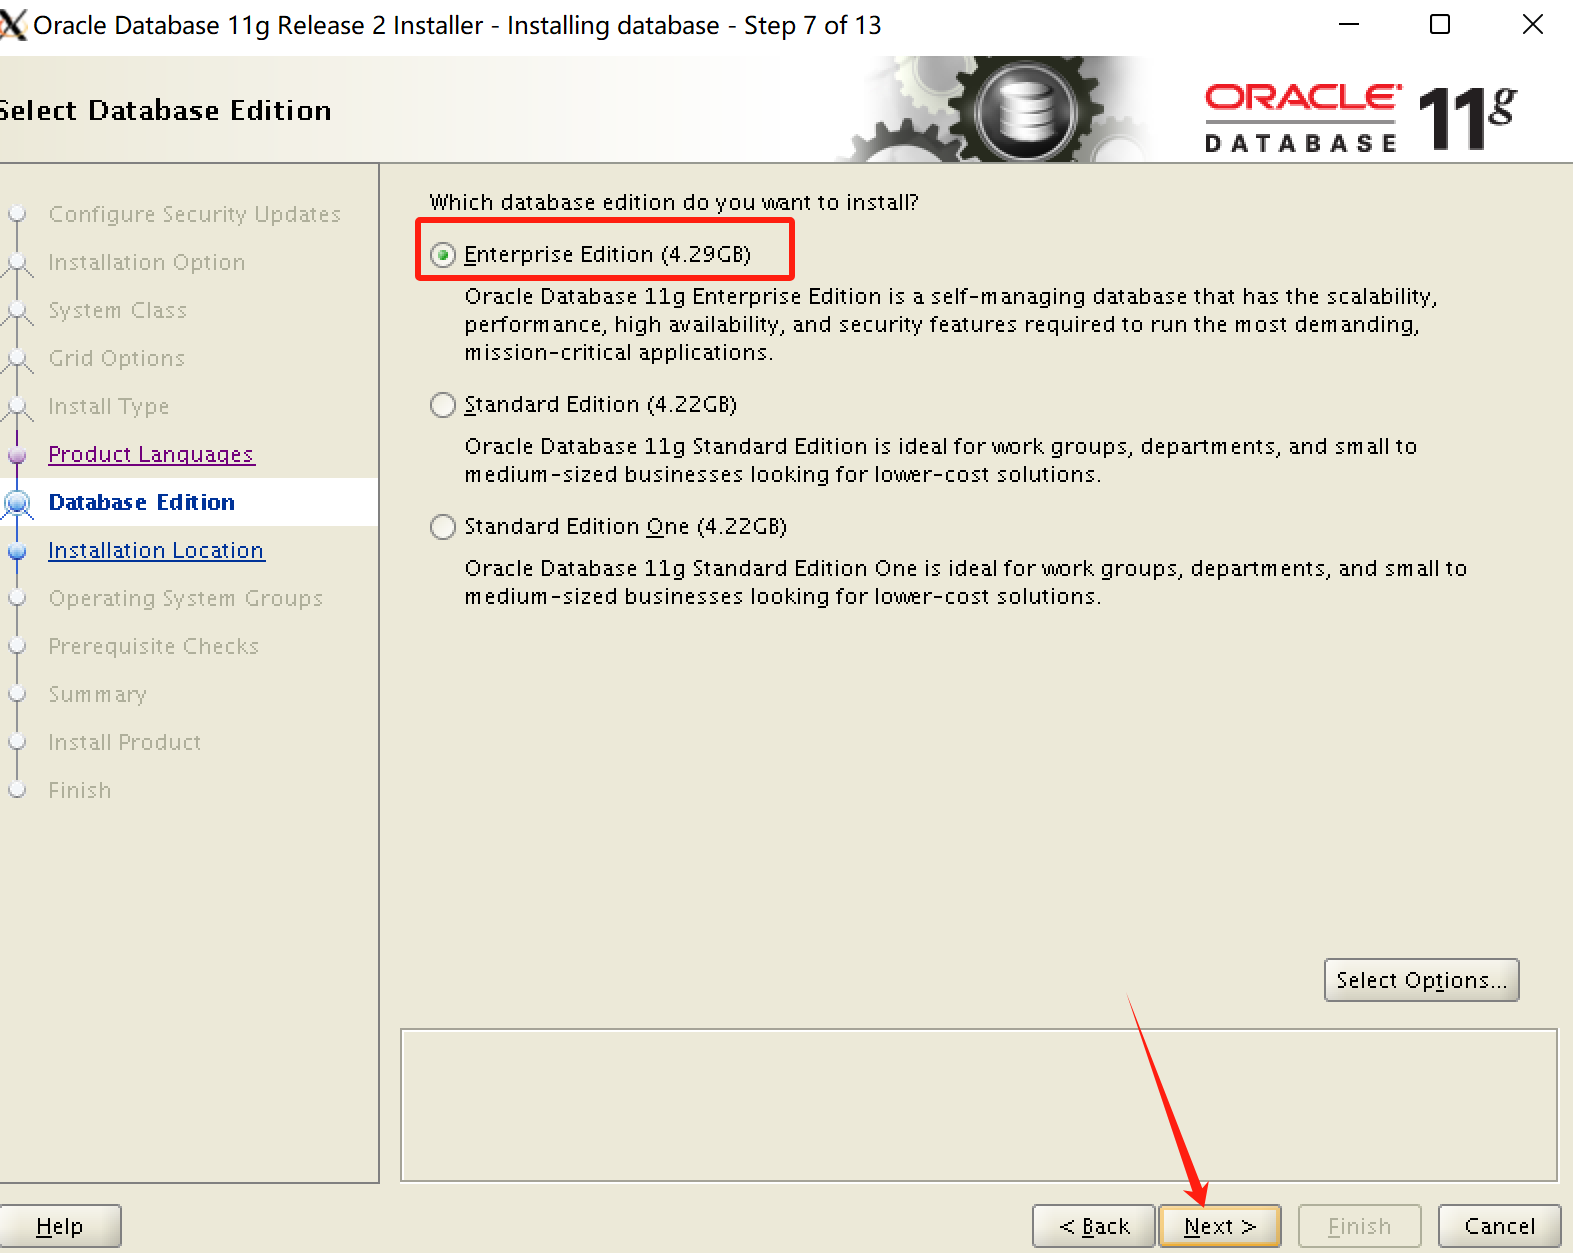 Oracle Database 11g Release 2 Installer - Installing database - Step 7 of 13
Select Database Edition
ORACLE
DATABASE
11g
Configure Security Updates
Installation Option
System Class
Grid Options
Install Type
Product Languages
Database Edition
Installation Location
Operating System Groups
Prerequisite Checks
Summary
Install Product
Finish
Which database edition do you want to install?
Enterprise Edition (4.29GB)
Oracle Database 11g Enterprise Edition is a self-managing database that has the scalability,
performance, high availability, and security features required to run the most demanding,
mission-critical applications.
Standard Edition (4.22GB)
Oracle Database 11g Standard Edition is ideal for work groups, departments, and small to
medium-sized businesses looking for lower-cost solutions.
Standard Edition One (4.22GB)
Oracle Database 11g Standard Edition One is ideal for work groups, departments, and small to
medium-sized businesses looking for lower-cost solutions.
Select Options...
Help
< Back
Next >
Finish
Cancel